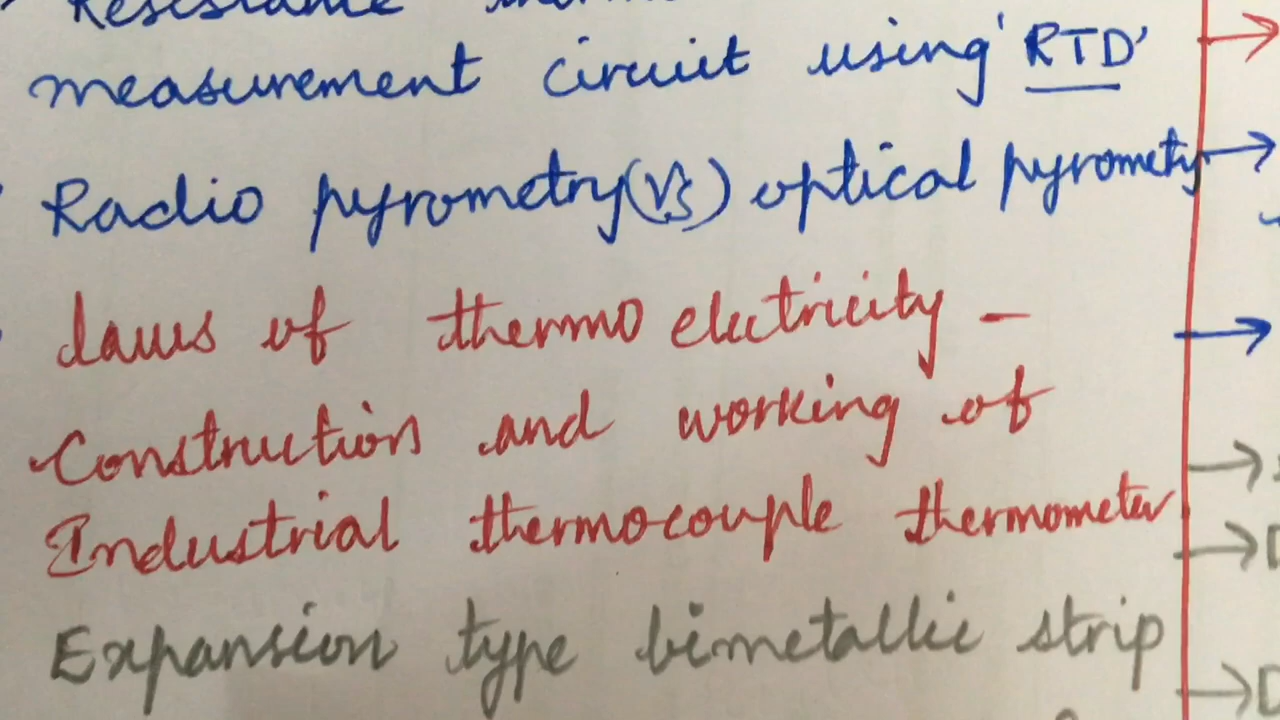 Resistance
measurement circuit using 'RTD'
Radio pyrometry (Vs) optical pyrometry
Laws of thermo electricity -
Construction and working of
Industrial thermocouple thermometer
Expansion type bimetallic strip